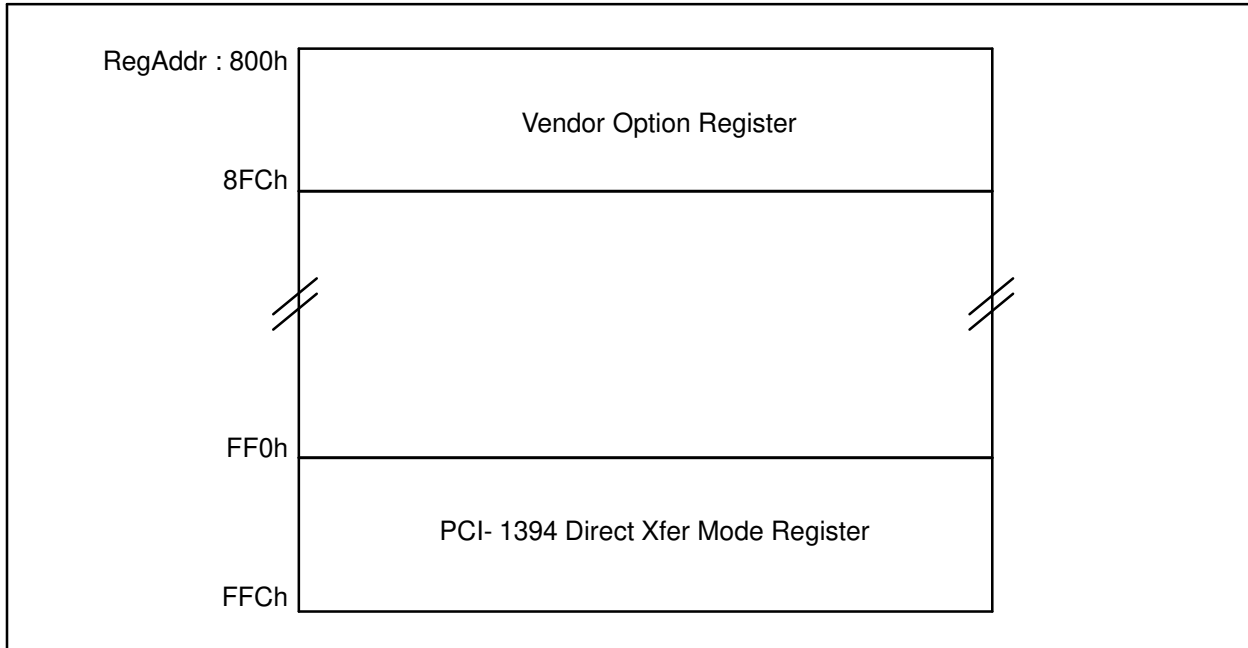 RegAddr : 800h
Vendor Option Register
8FCh
FF0h
PCI- 1394 Direct Xfer Mode Register
FFCh